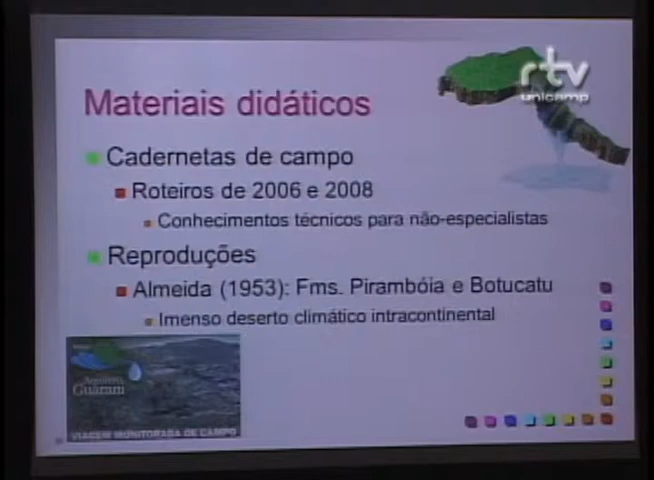 rtv
unicamp
Materiais didáticos
Cadernetas de campo
Roteiros de 2006 e 2008
Conhecimentos técnicos para não-especialistas
Reproduções
Almeida (1953): Fms. Pirambóia e Botucatu
Imenso deserto climático intracontinental
Aquífero
Guarani
VIAGEM MONITORADA DE CAMPO